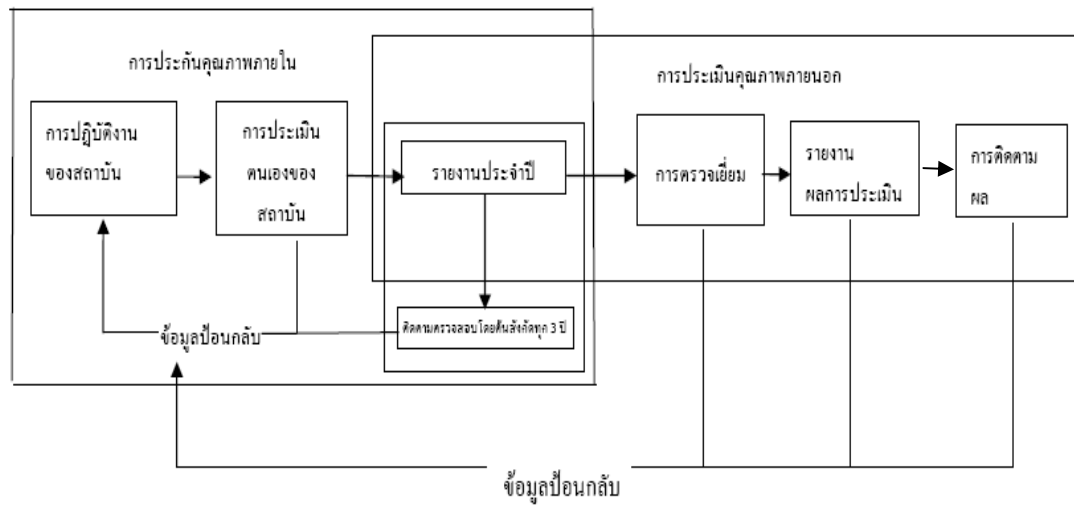 การประกันคุณภาพภายใน
การประเมินคุณภาพภายนอก
การปฏิบัติงาน
ของสถาบัน
การประเมิน
ตนเองของ
สถาบัน
รายงานประจำปี
การตรวจเยี่ยม
รายงาน
ผลการประเมิน
การติดตาม
ผล
ติดตามตรวจสอบโดยต้นสังกัดทุก 3 ปี
ข้อมูลป้อนกลับ
ข้อมูลป้อนกลับ